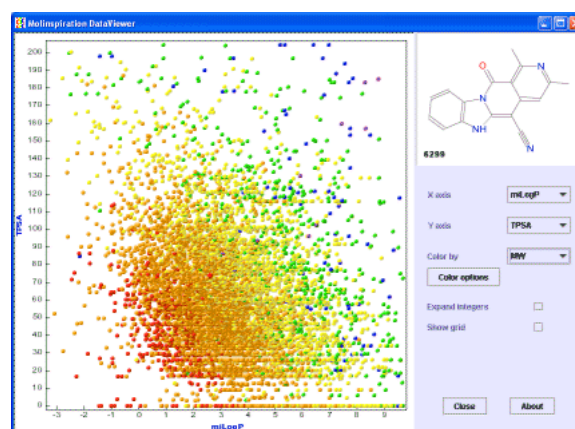 Molinspiration DataViewer
TPSA
200
190
180
170
160
150
140
130
120
110
100
90
80
70
60
50
40
30
20
10
0
-3 -2 -1 0 1 2 3 4 5 6 7 8 9
miLogP
O
N
N
NH
N
6299
X axis miLogP
Y axis TPSA
Color by MW
Color options
Expand integers
Show grid
Close About